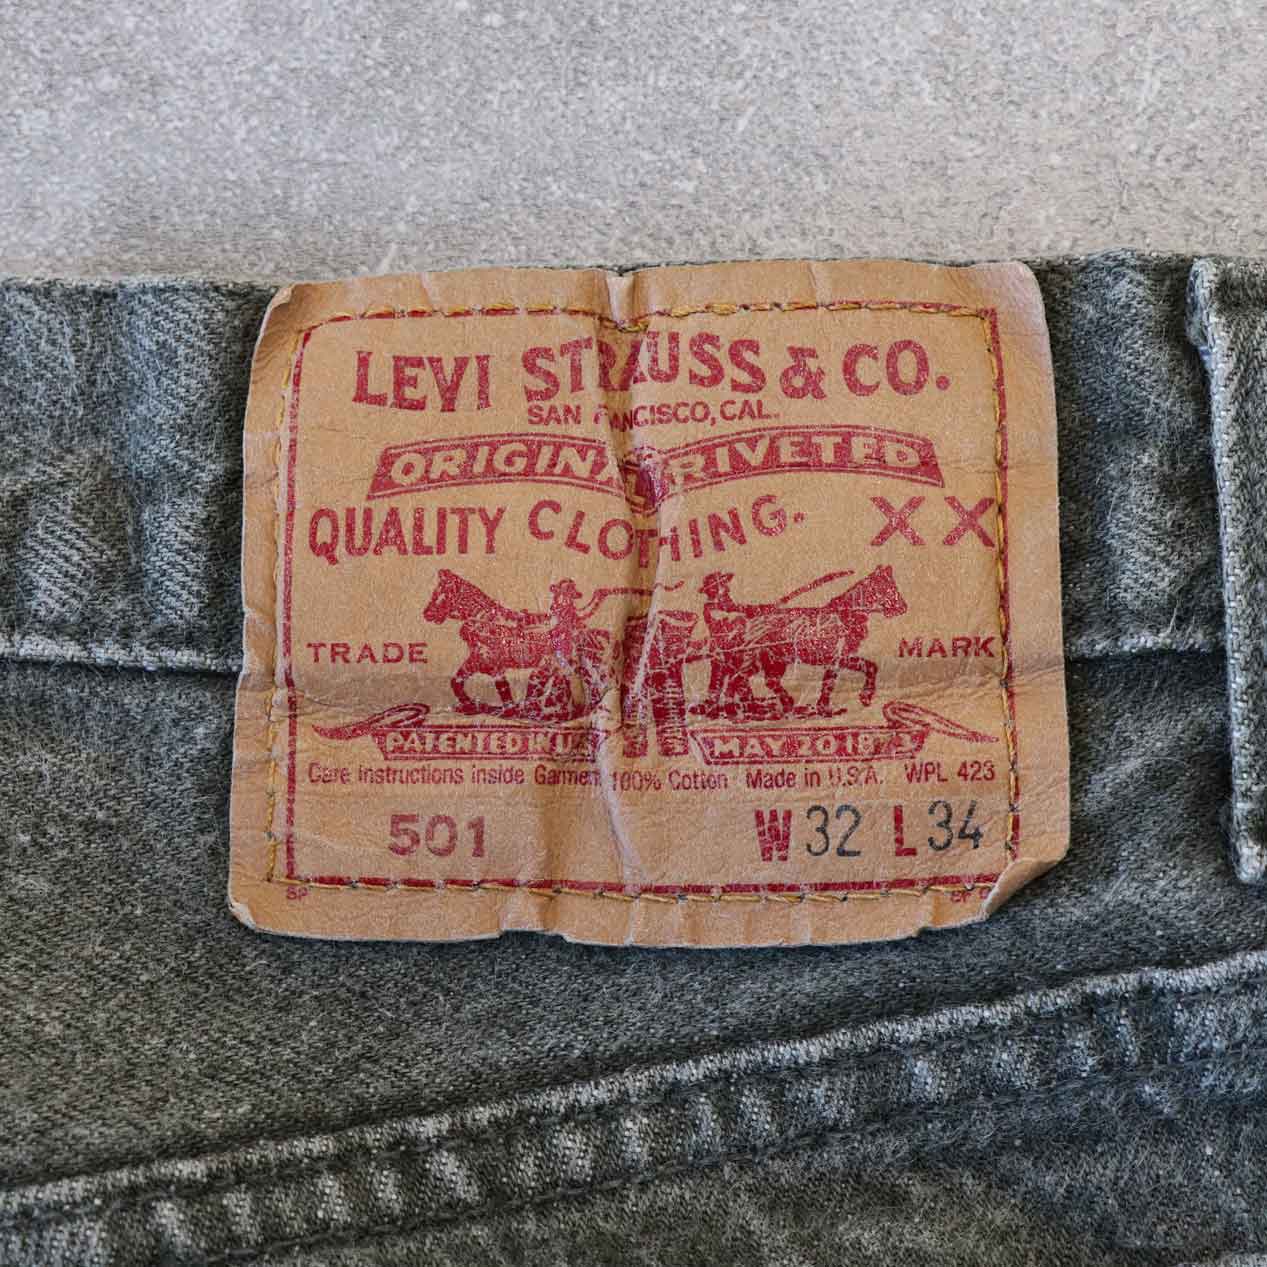 LEVI STRAUSS & CO.
SAN FRANCISCO, CAL.
ORIGINAL RIVETED
QUALITY CLOTHING. XX
TRADE MARK
PATENTED IN U.S. MAY 20 1873
Care Instructions Inside Garment 100% Cotton Made in U.S.A. WPL 423
501 W 32 L 34
SP